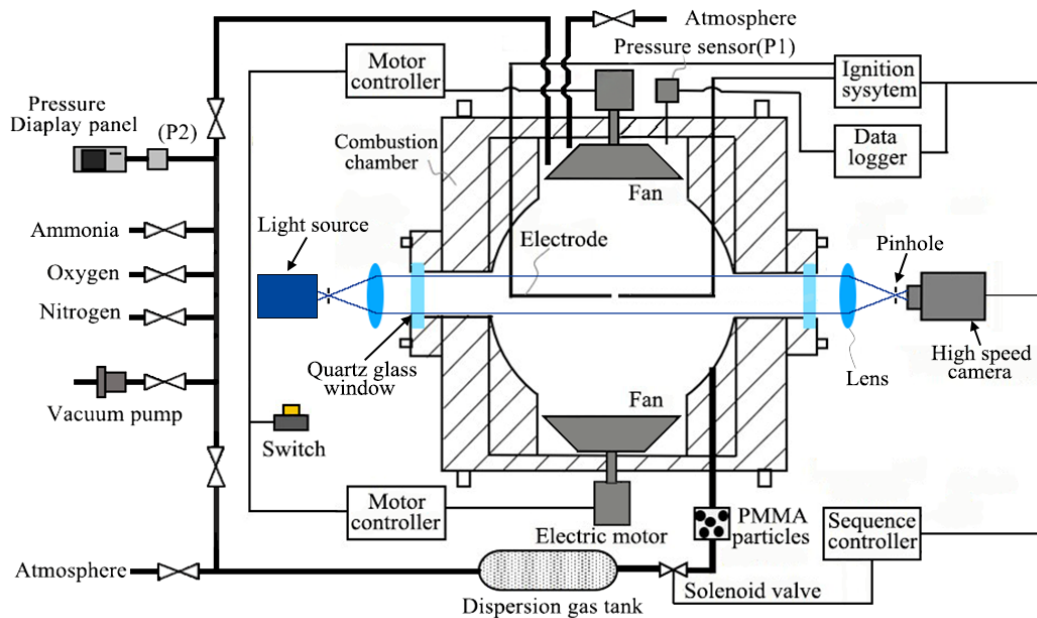 Atmosphere
Pressure sensor(P1)
Motor
controller
Ignition
sysytem
Pressure
Diaplay panel
(P2)
Combustion
chamber
Data
logger
Fan
Ammonia
Light source
Electrode
Pinhole
Oxygen
Nitrogen
Quartz glass
window
Lens
High speed
camera
Vacuum pump
Fan
Switch
Motor
controller
Electric motor
PMMA
particles
Sequence
controller
Atmosphere
Dispersion gas tank
Solenoid valve